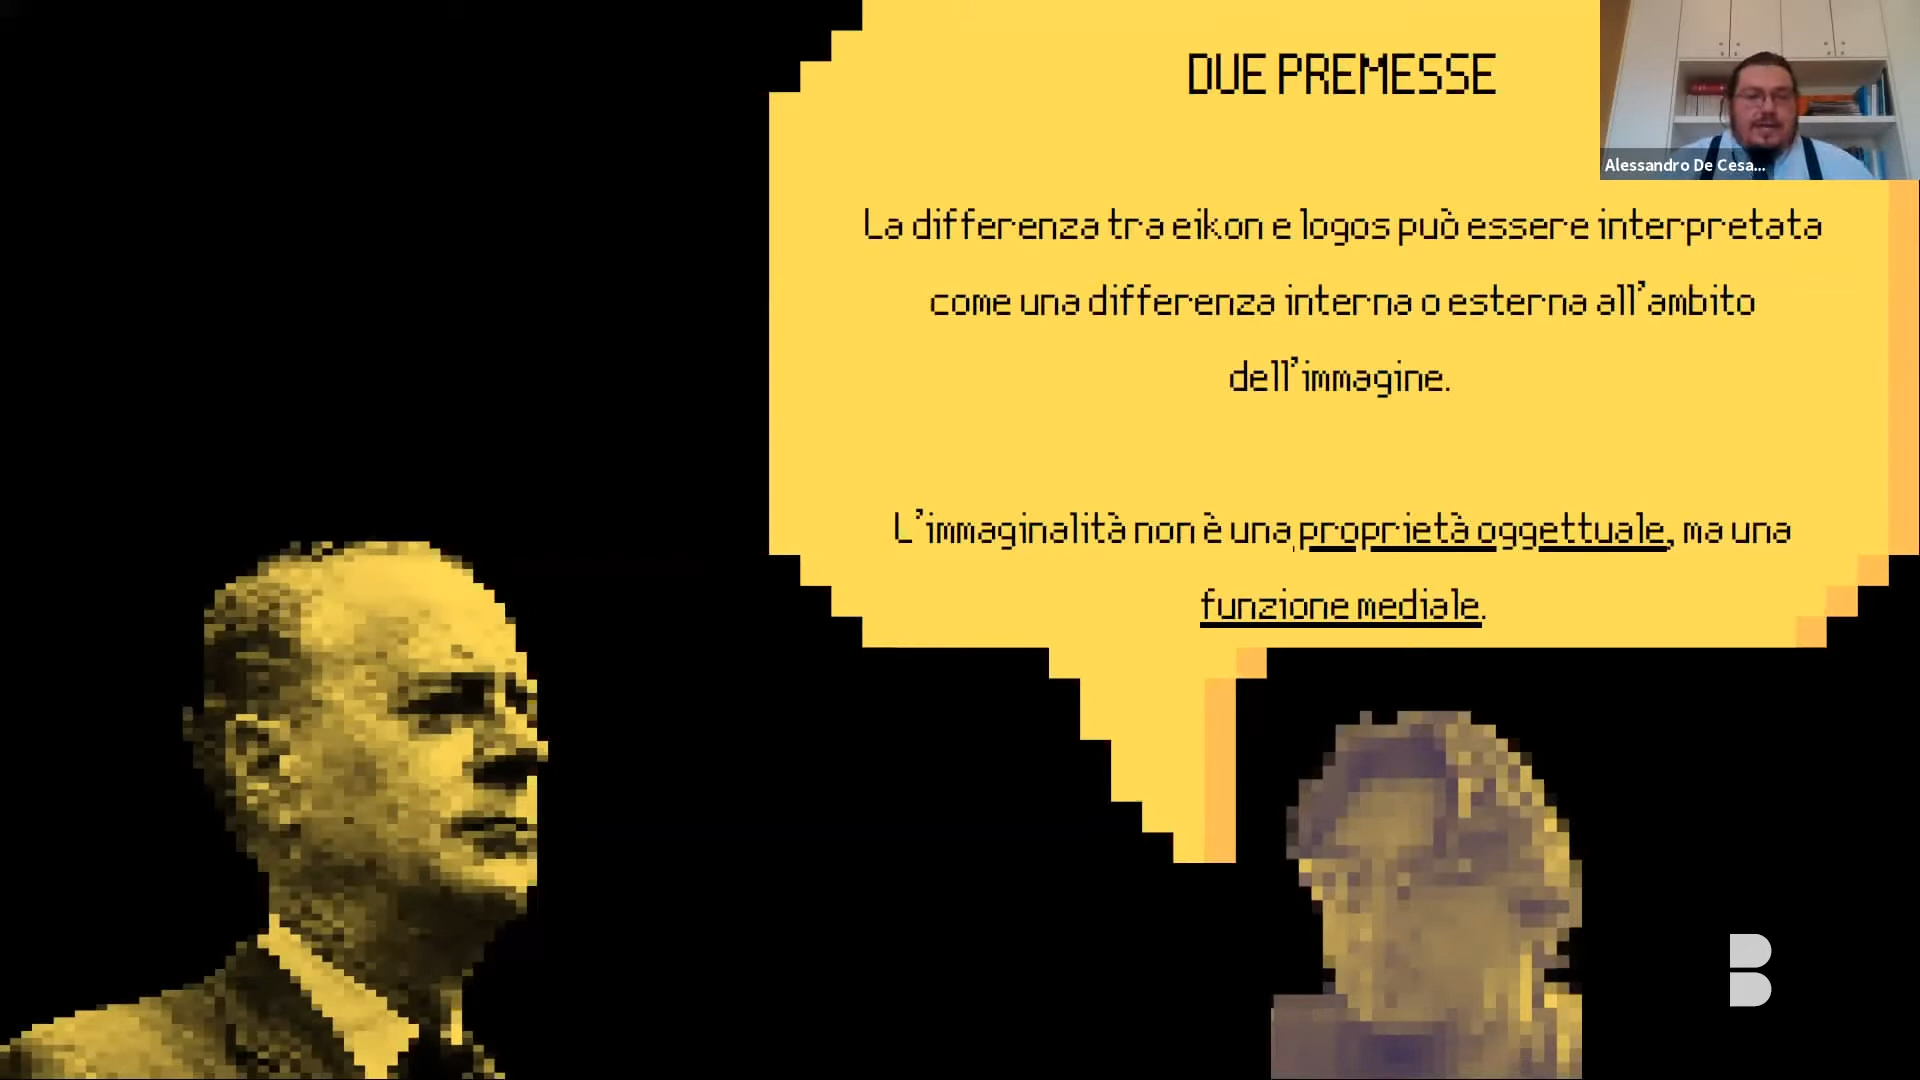 DUE PREMESSE
Alessandro De Cesa...
La differenza tra eikon e logos può essere interpretata
come una differenza interna o esterna all'ambito
dell'immagine.
L'immaginalità non è una proprietà oggettuale, ma una
funzione mediale.